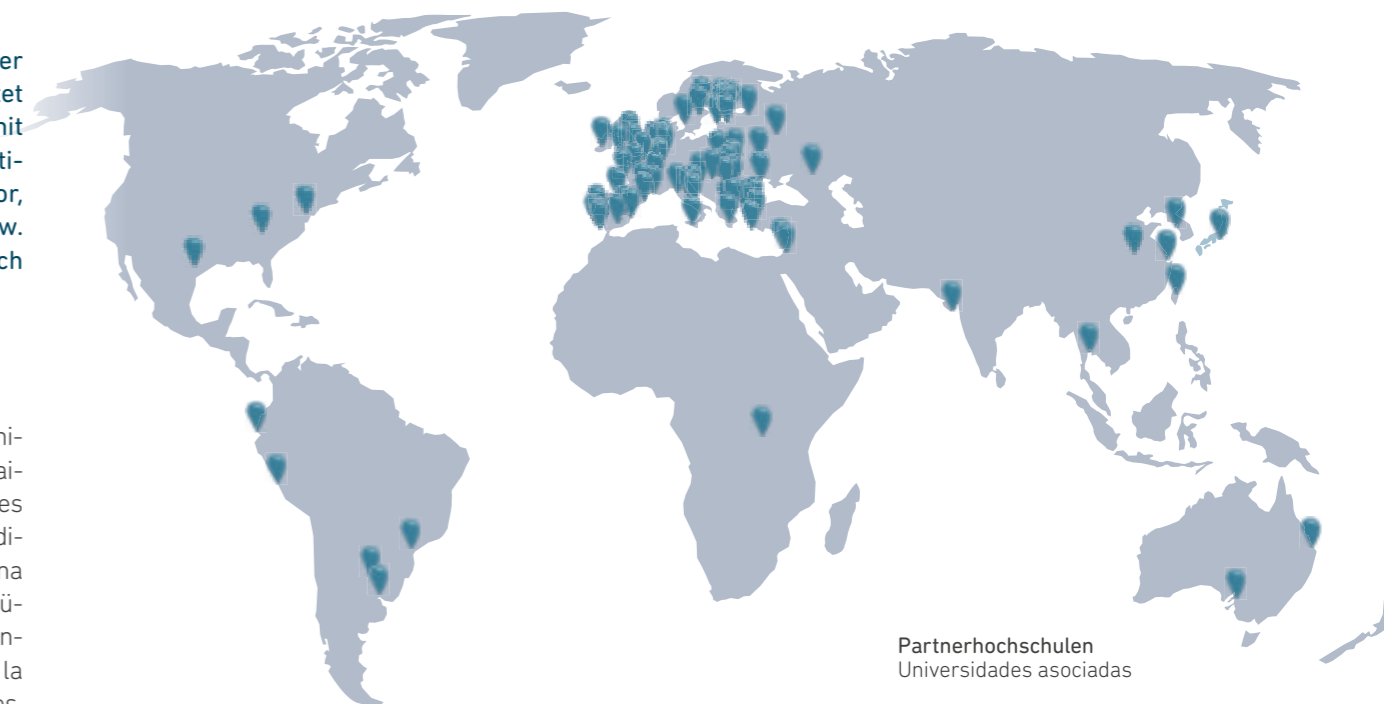 er
et
nit
ti-
or,
w.
ch
ni-
ai-
es
di-
na
ü-
n-
la
Partnerhochschulen
Universidades asociadas